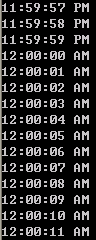 11:59:57 PM
11:59:58 PM
11:59:59 PM
12:00:00 AM
12:00:01 AM
12:00:02 AM
12:00:03 AM
12:00:04 AM
12:00:05 AM
12:00:06 AM
12:00:07 AM
12:00:08 AM
12:00:09 AM
12:00:10 AM
12:00:11 AM